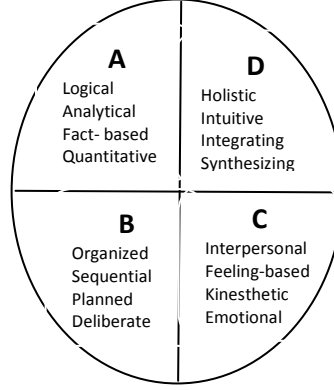 A
Logical
Analytical
Fact- based
Quantitative
D
Holistic
Intuitive
Integrating
Synthesizing
B
Organized
Sequential
Planned
Deliberate
C
Interpersonal
Feeling-based
Kinesthetic
Emotional